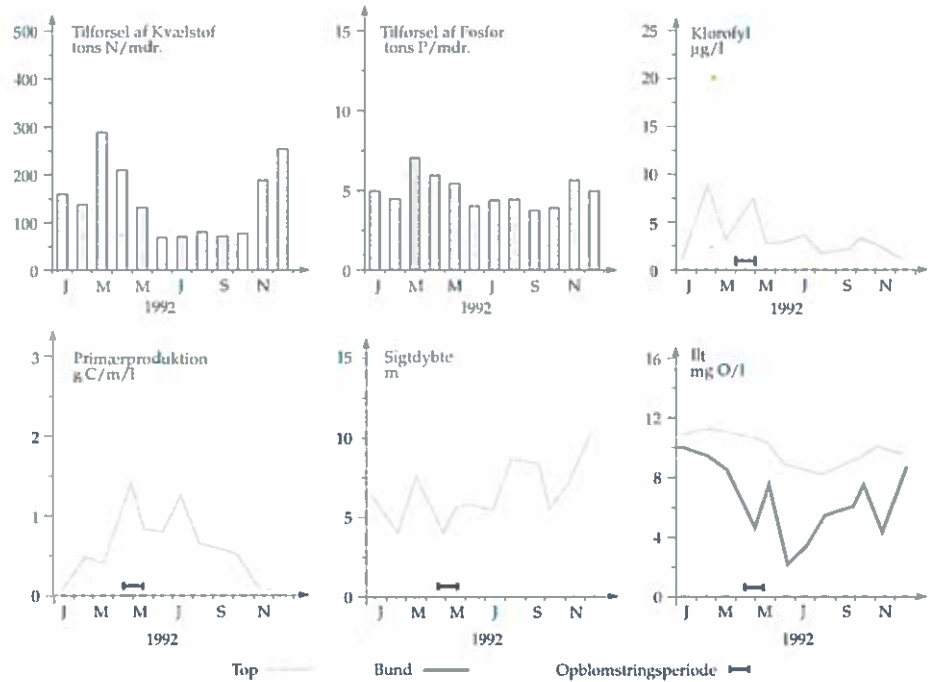 Tilførsel af Kvælstof
tons N/mdr.
500
400
300
200
100
0
J M M J S N
1992
Tilførsel af Fosfor
tons P/mdr.
15
10
5
0
J M M J S N
1992
Klorofyl
µg/l
25
20
15
10
5
0
J M M J S N
1992
Primærproduktion
g C/m/l
3
2
1
0
J M M J S N
1992
Sigtdybte
m
15
10
5
0
J M M J S N
1992
Ilt
mg O/l
16
12
8
4
0
J M M J S N
1992
Top Bund Opblomstringsperiode